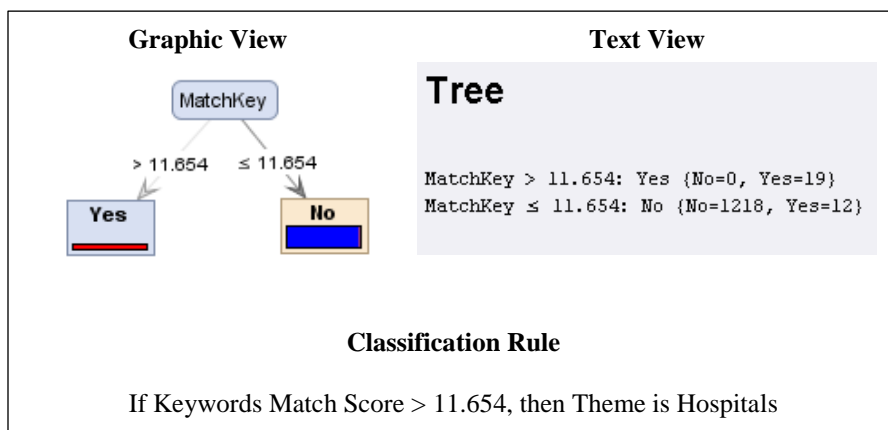 Graphic View
Text View
MatchKey
> 11.654
≤ 11.654
Yes
No
Tree
MatchKey > 11.654: Yes {No=0, Yes=19}
MatchKey ≤ 11.654: No {No=1218, Yes=12}
Classification Rule
If Keywords Match Score > 11.654, then Theme is Hospitals